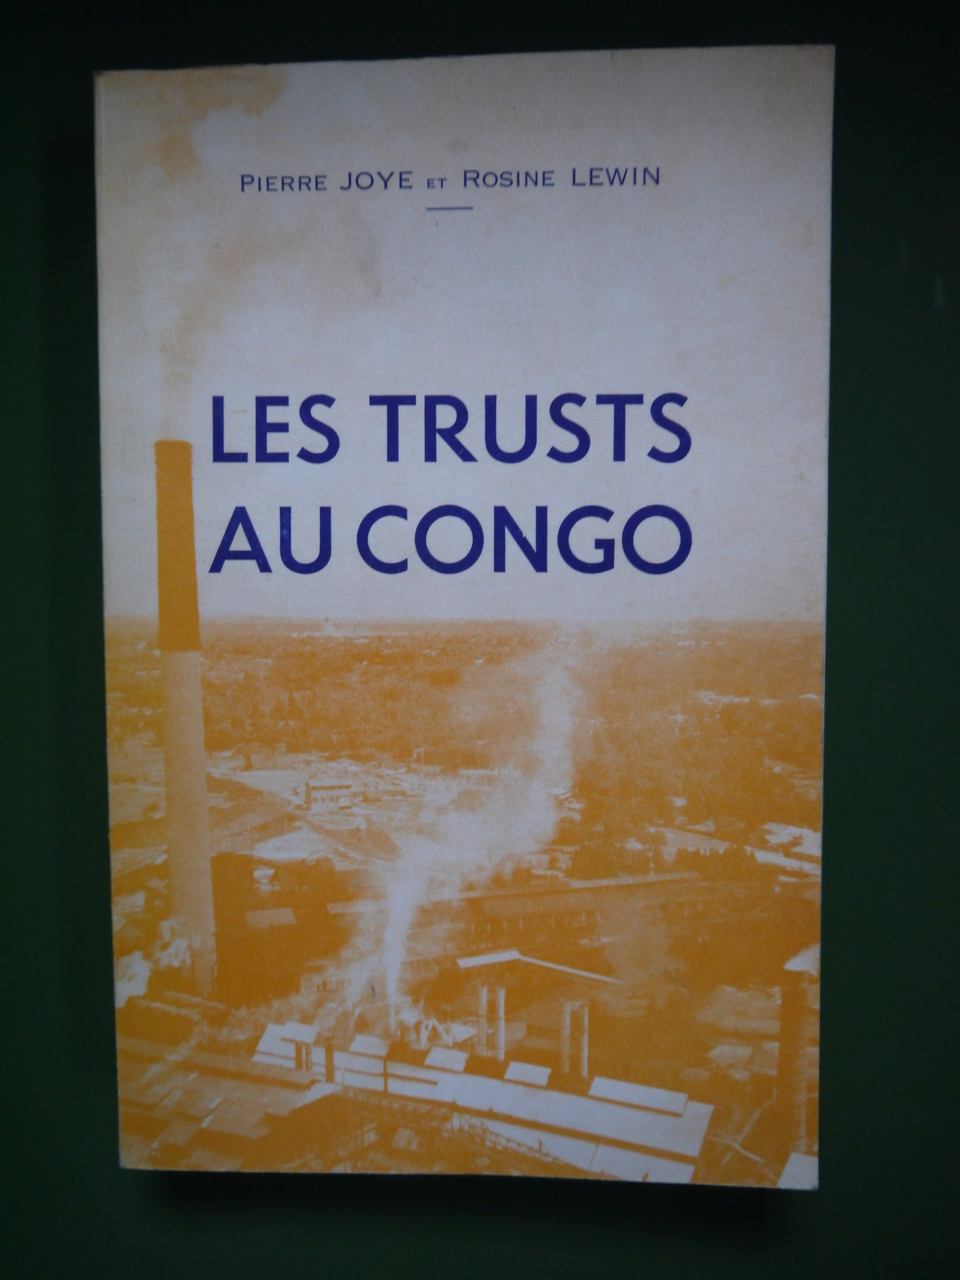 PIERRE JOYE ET ROSINE LEWIN
LES TRUSTS
AU CONGO